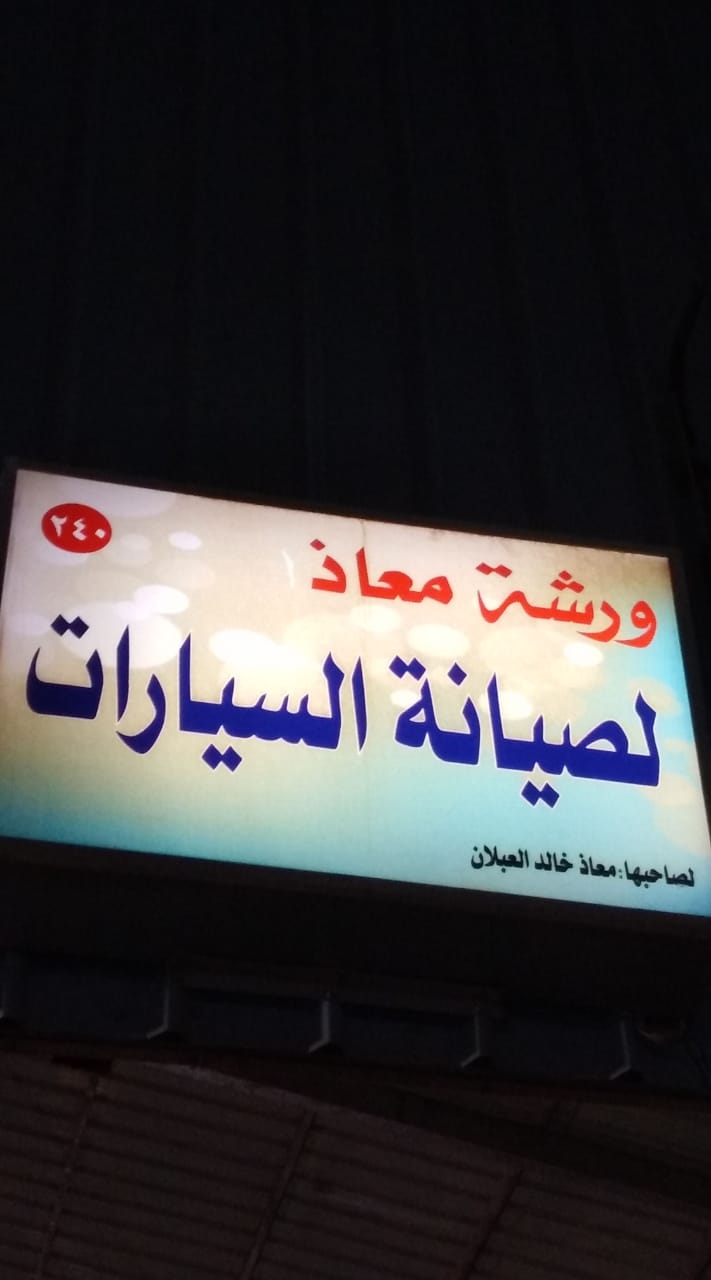 ٢٤٠
ورشة معاذ
لصيانة السيارات
لصاحبها: معاذ خالد العبلان